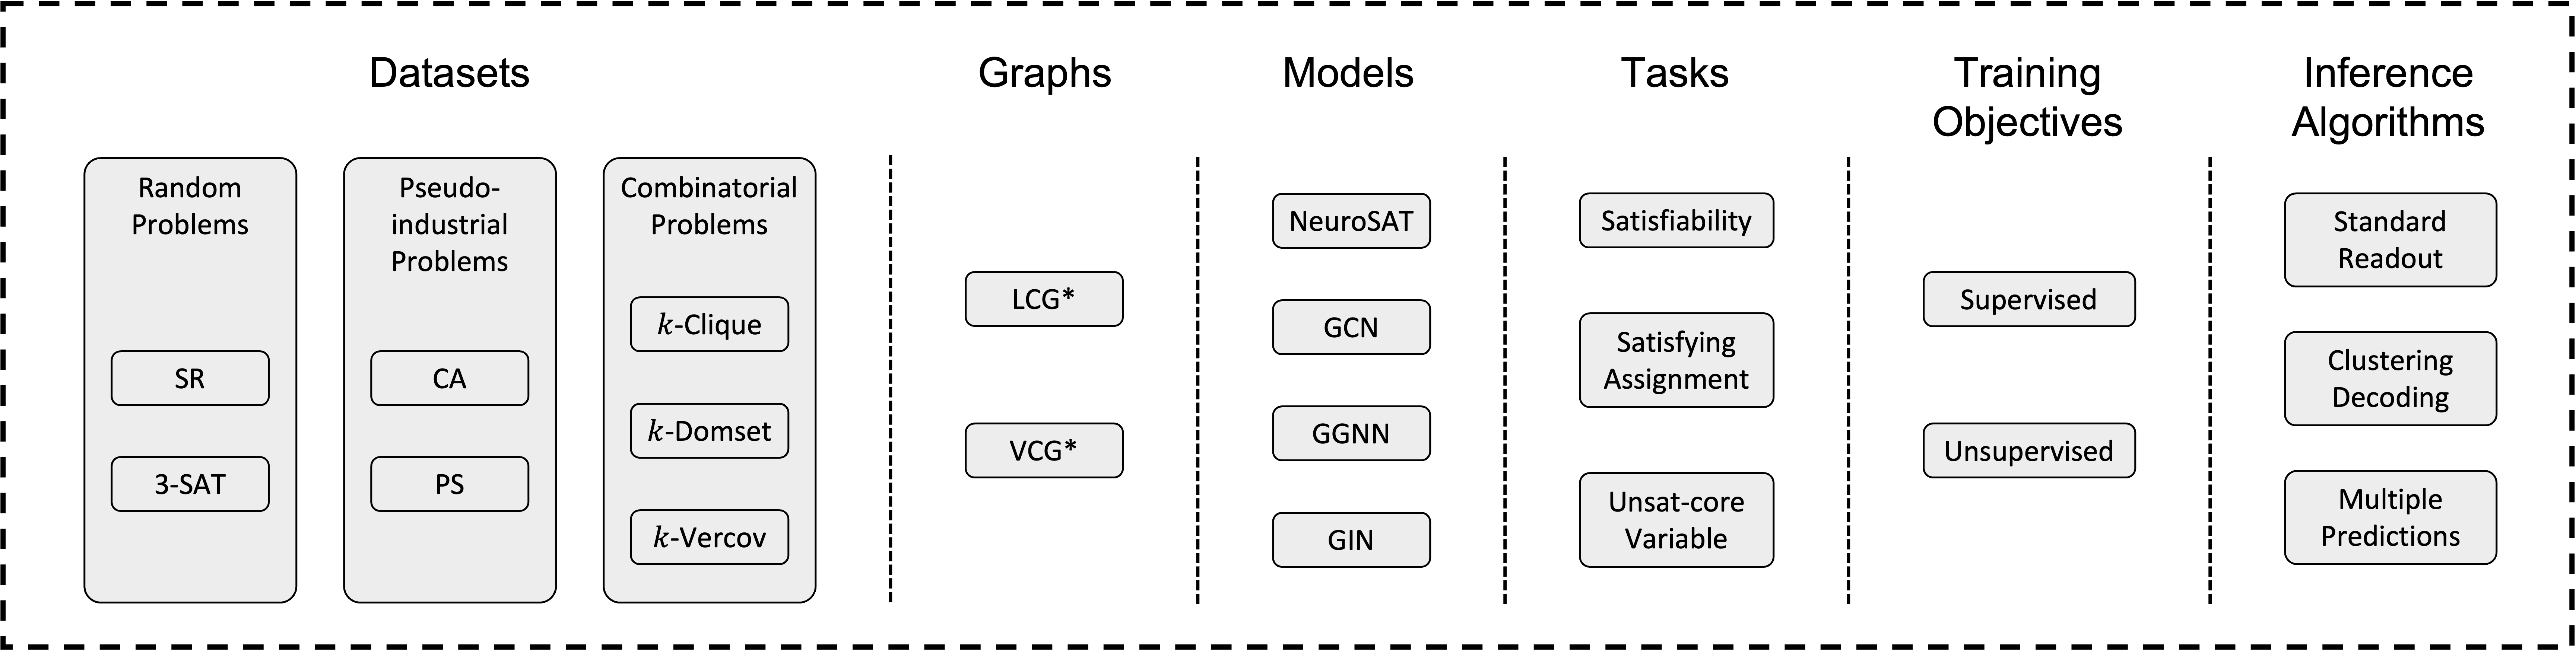 Datasets
Random
Problems
SR
3-SAT
Pseudo-
industrial
Problems
CA
PS
Combinatorial
Problems
k-Clique
k-Domset
k-Vercov
Graphs
LCG*
VCG*
Models
NeuroSAT
GCN
GGNN
GIN
Tasks
Satisfiability
Satisfying
Assignment
Unsat-core
Variable
Training
Objectives
Supervised
Unsupervised
Inference
Algorithms
Standard
Readout
Clustering
Decoding
Multiple
Predictions